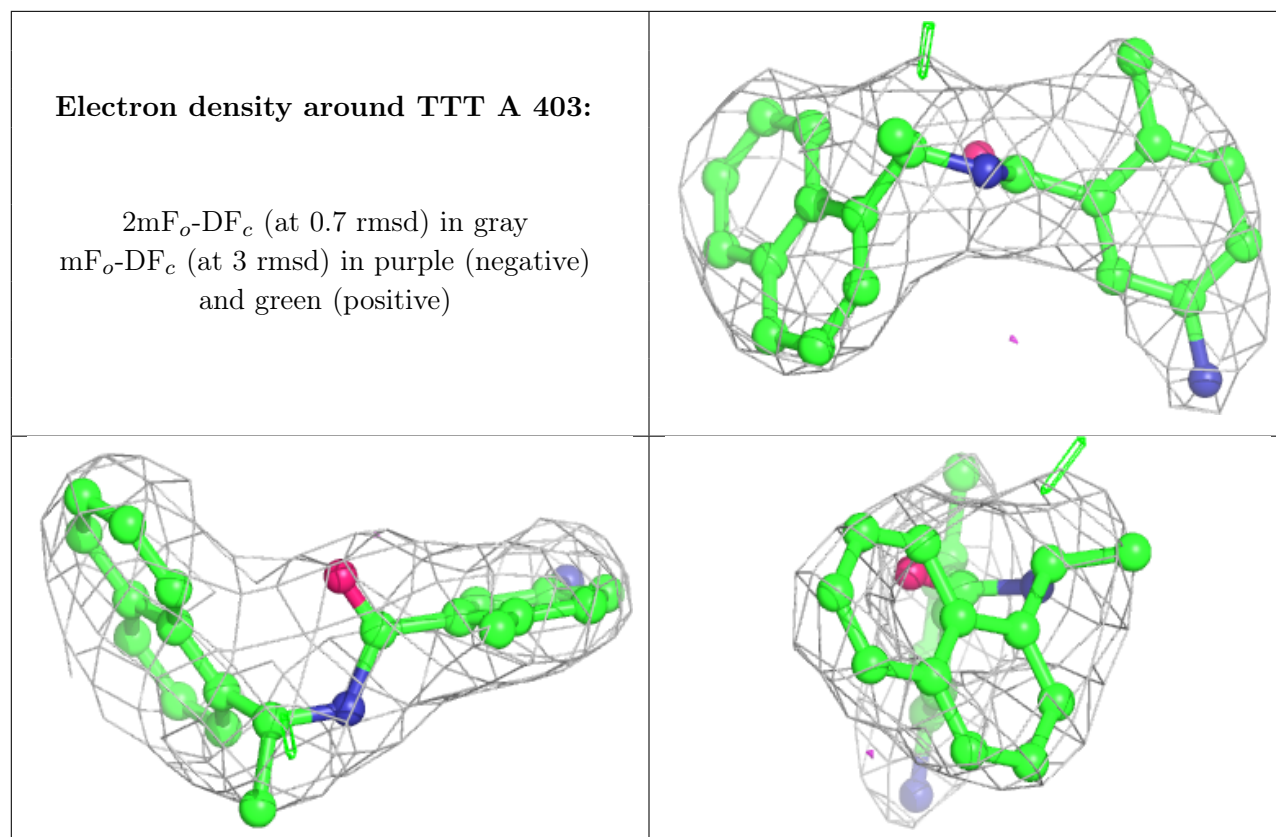 Electron density around TTT A 403:
2mFo-DFc (at 0.7 rmsd) in gray
mFo-DFc (at 3 rmsd) in purple (negative)
and green (positive)